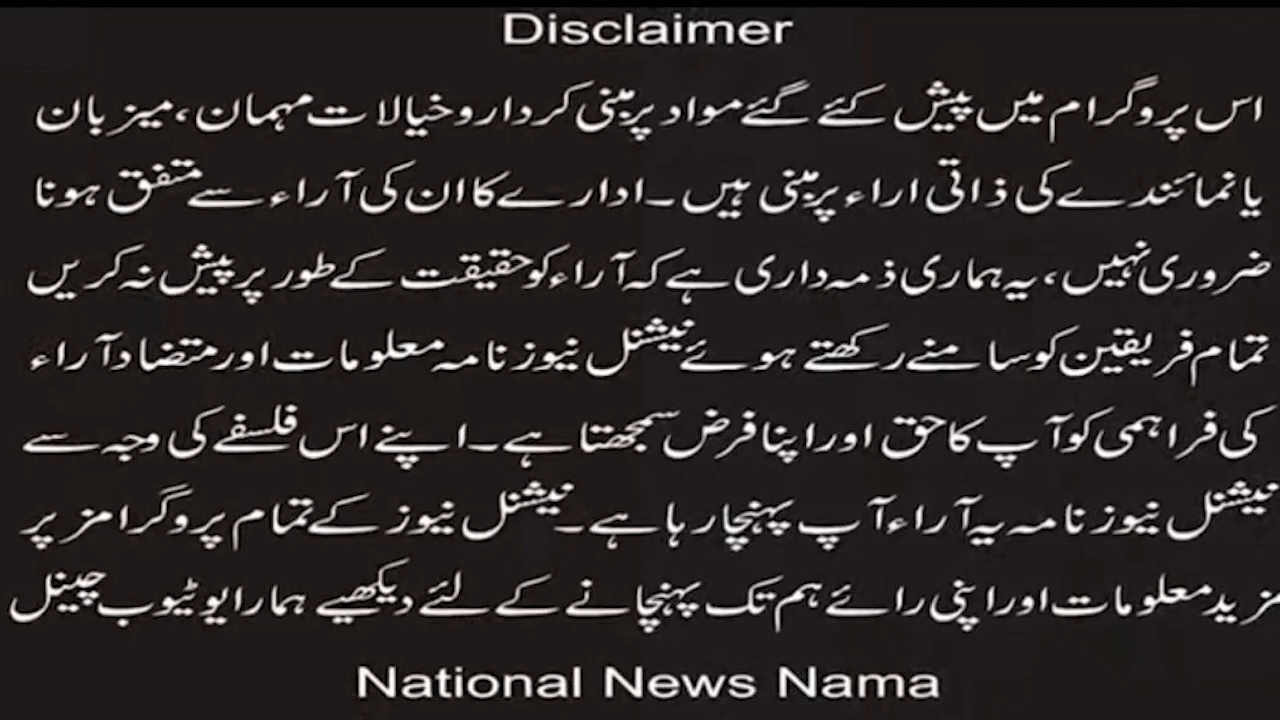 Disclaimer
اس پروگرام میں پیش کئے گئے مواد پر مبنی کردار و خیالات مہمان، میزبان
یا نمائندے کی ذاتی اراء پر مبنی ہیں۔ ادارے کا ان کی آراء سے متفق ہونا
ضروری نہیں، یہ ہماری ذمہ داری ہے کہ آراء کو حقیقت کے طور پر پیش نہ کریں
تمام فریقین کو سامنے رکھتے ہوئے نیشنل نیوز نامہ معلومات اور متضاد آراء
کی فراہمی کو آپ کا حق اور اپنا فرض سمجھتا ہے۔ اپنے اس فلسفے کی وجہ سے
نیشنل نیوز نامہ یہ آراء آپ پہنچا رہا ہے۔ نیشنل نیوز کے تمام پروگرامز پر
مزید معلومات اور اپنی رائے ہم تک پہنچانے کے لئے دیکھیے ہمارا یوٹیوب چینل
National News Nama